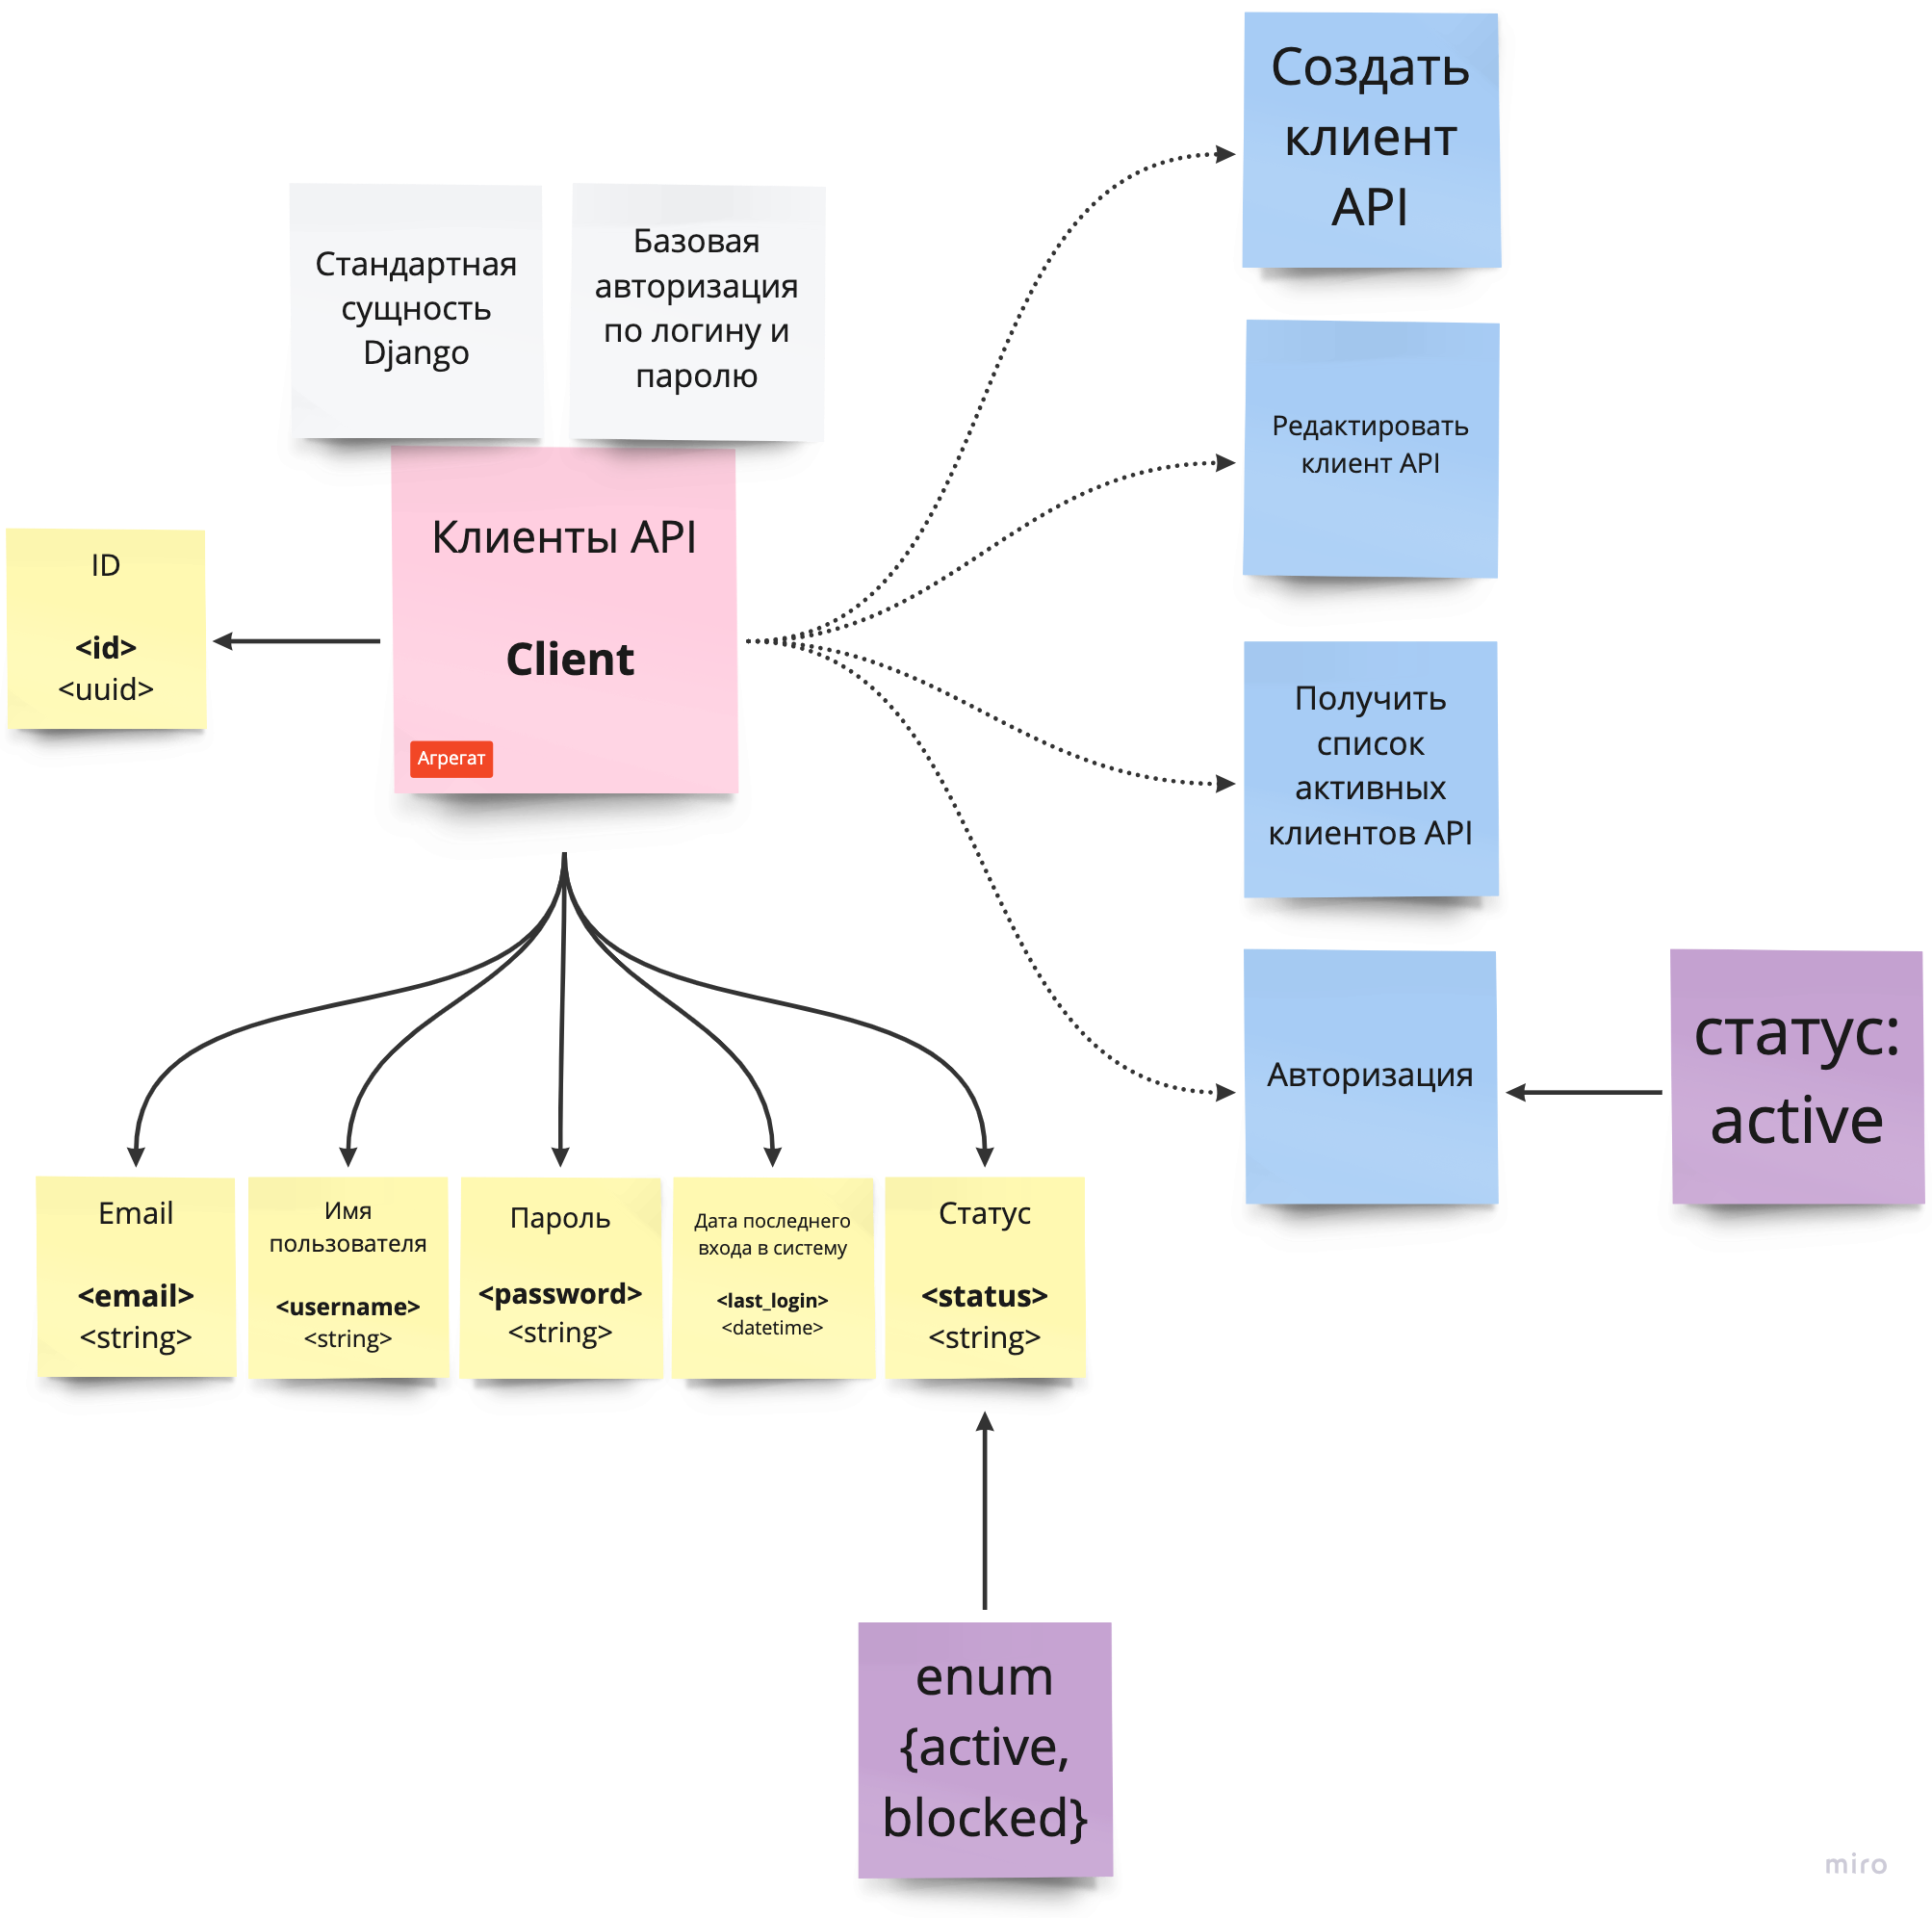 Создать
клиент
API
Стандартная
сущность
Django
Базовая
авторизация
по логину и
паролю
Редактировать
клиент API
Клиенты API
Client
Агрегат
ID
<id>
<uuid>
Получить
список
активных
клиентов API
Авторизация
статус:
active
Email
<email>
<string>
Имя
пользователя
<username>
<string>
Пароль
<password>
<string>
Дата последнего
входа в систему
<last_login>
<datetime>
Статус
<status>
<string>
enum
{active,
blocked}
miro